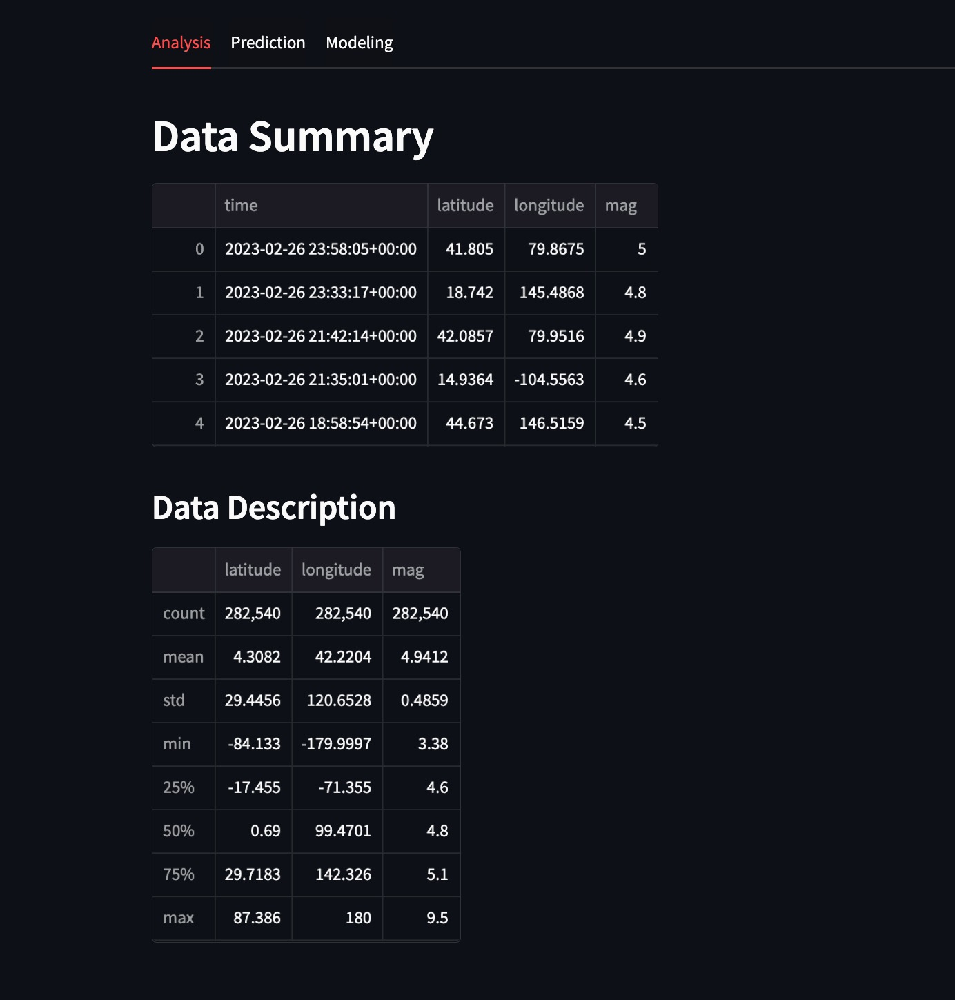 Analysis Prediction Modeling
Data Summary
time latitude longitude mag
0 2023-02-26 23:58:05+00:00 41.805 79.8675 5
1 2023-02-26 23:33:17+00:00 18.742 145.4868 4.8
2 2023-02-26 21:42:14+00:00 42.0857 79.9516 4.9
3 2023-02-26 21:35:01+00:00 14.9364 -104.5563 4.6
4 2023-02-26 18:58:54+00:00 44.673 146.5159 4.5
Data Description
latitude longitude mag
count 282,540 282,540 282,540
mean 4.3082 42.2204 4.9412
std 29.4456 120.6528 0.4859
min -84.133 -179.9997 3.38
25% -17.455 -71.355 4.6
50% 0.69 99.4701 4.8
75% 29.7183 142.326 5.1
max 87.386 180 9.5